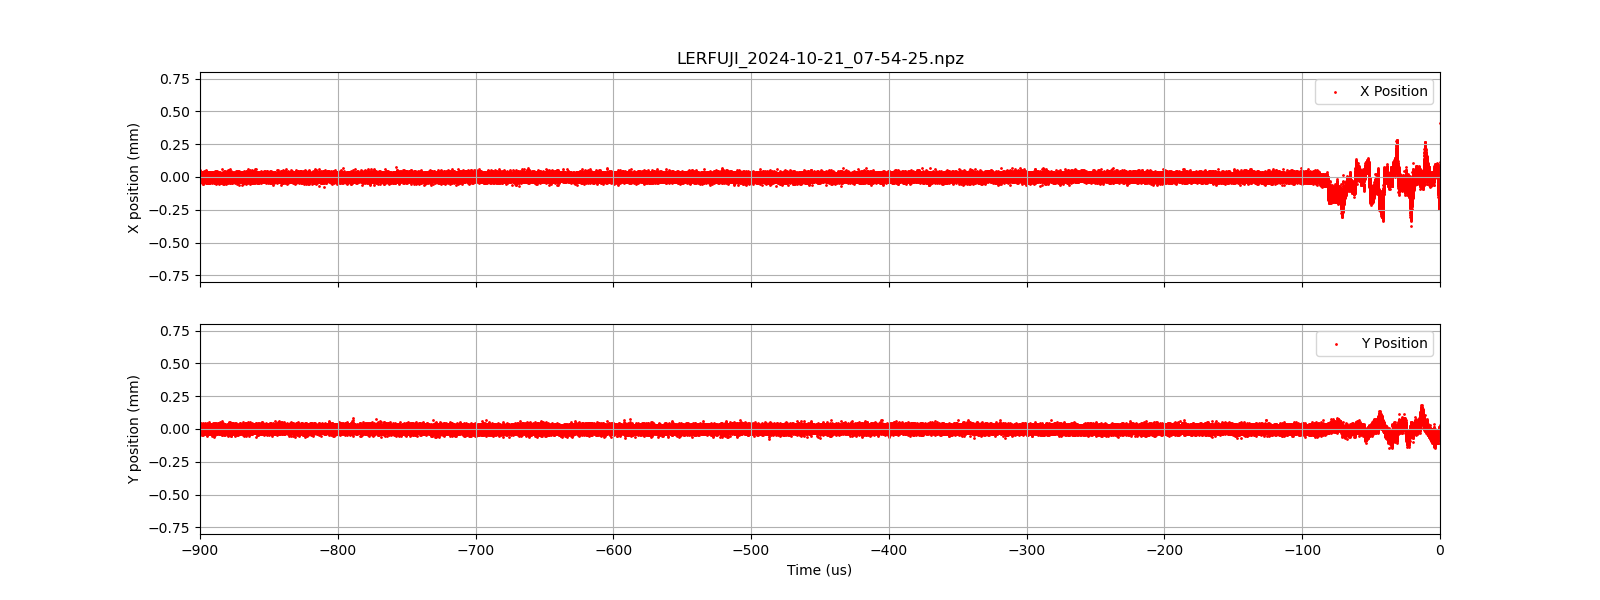 LERFUJI_2024-10-21_07-54-25.npz
X position (mm)
0.75
0.50
0.25
0.00
−0.25
−0.50
−0.75
X Position
Y position (mm)
0.75
0.50
0.25
0.00
−0.25
−0.50
−0.75
Y Position
−900 −800 −700 −600 −500 −400 −300 −200 −100 0
Time (us)